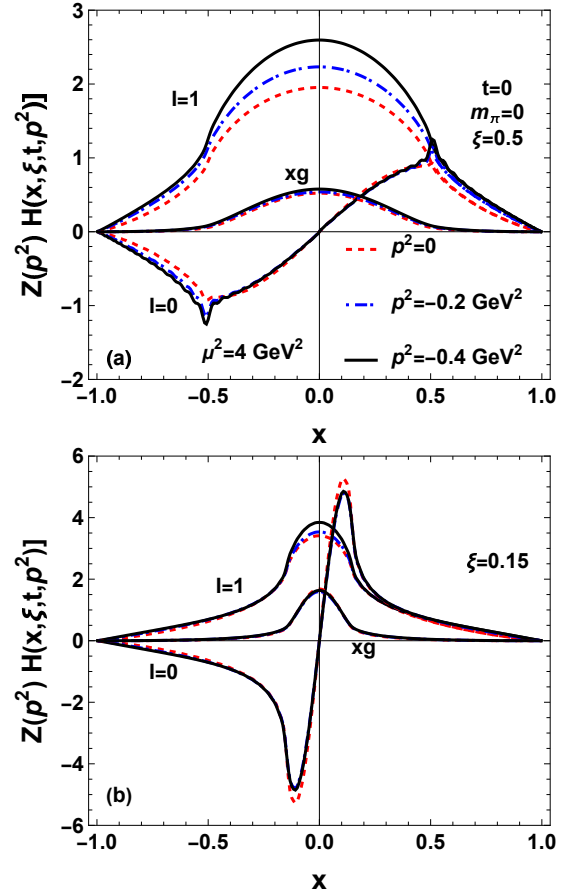 3
2
1
0
−1
−2
Z(p²) H(x,ξ,t,p²)]
l=1
t=0
mπ=0
ξ=0.5
xg
p²=0
p²=−0.2 GeV²
p²=−0.4 GeV²
l=0
(a)
μ²=4 GeV²
−1.0 −0.5 0.0 0.5 1.0
x
6
4
2
0
−2
−4
−6
Z(p²) H(x,ξ,t,p²)]
l=1
ξ=0.15
xg
l=0
(b)
−1.0 −0.5 0.0 0.5 1.0
x